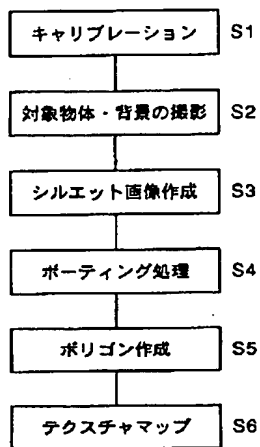 キャリブレーション S1
対象物体・背景の撮影 S2
シルエット画像作成 S3
ボーティング処理 S4
ポリゴン作成 S5
テクスチャマップ S6